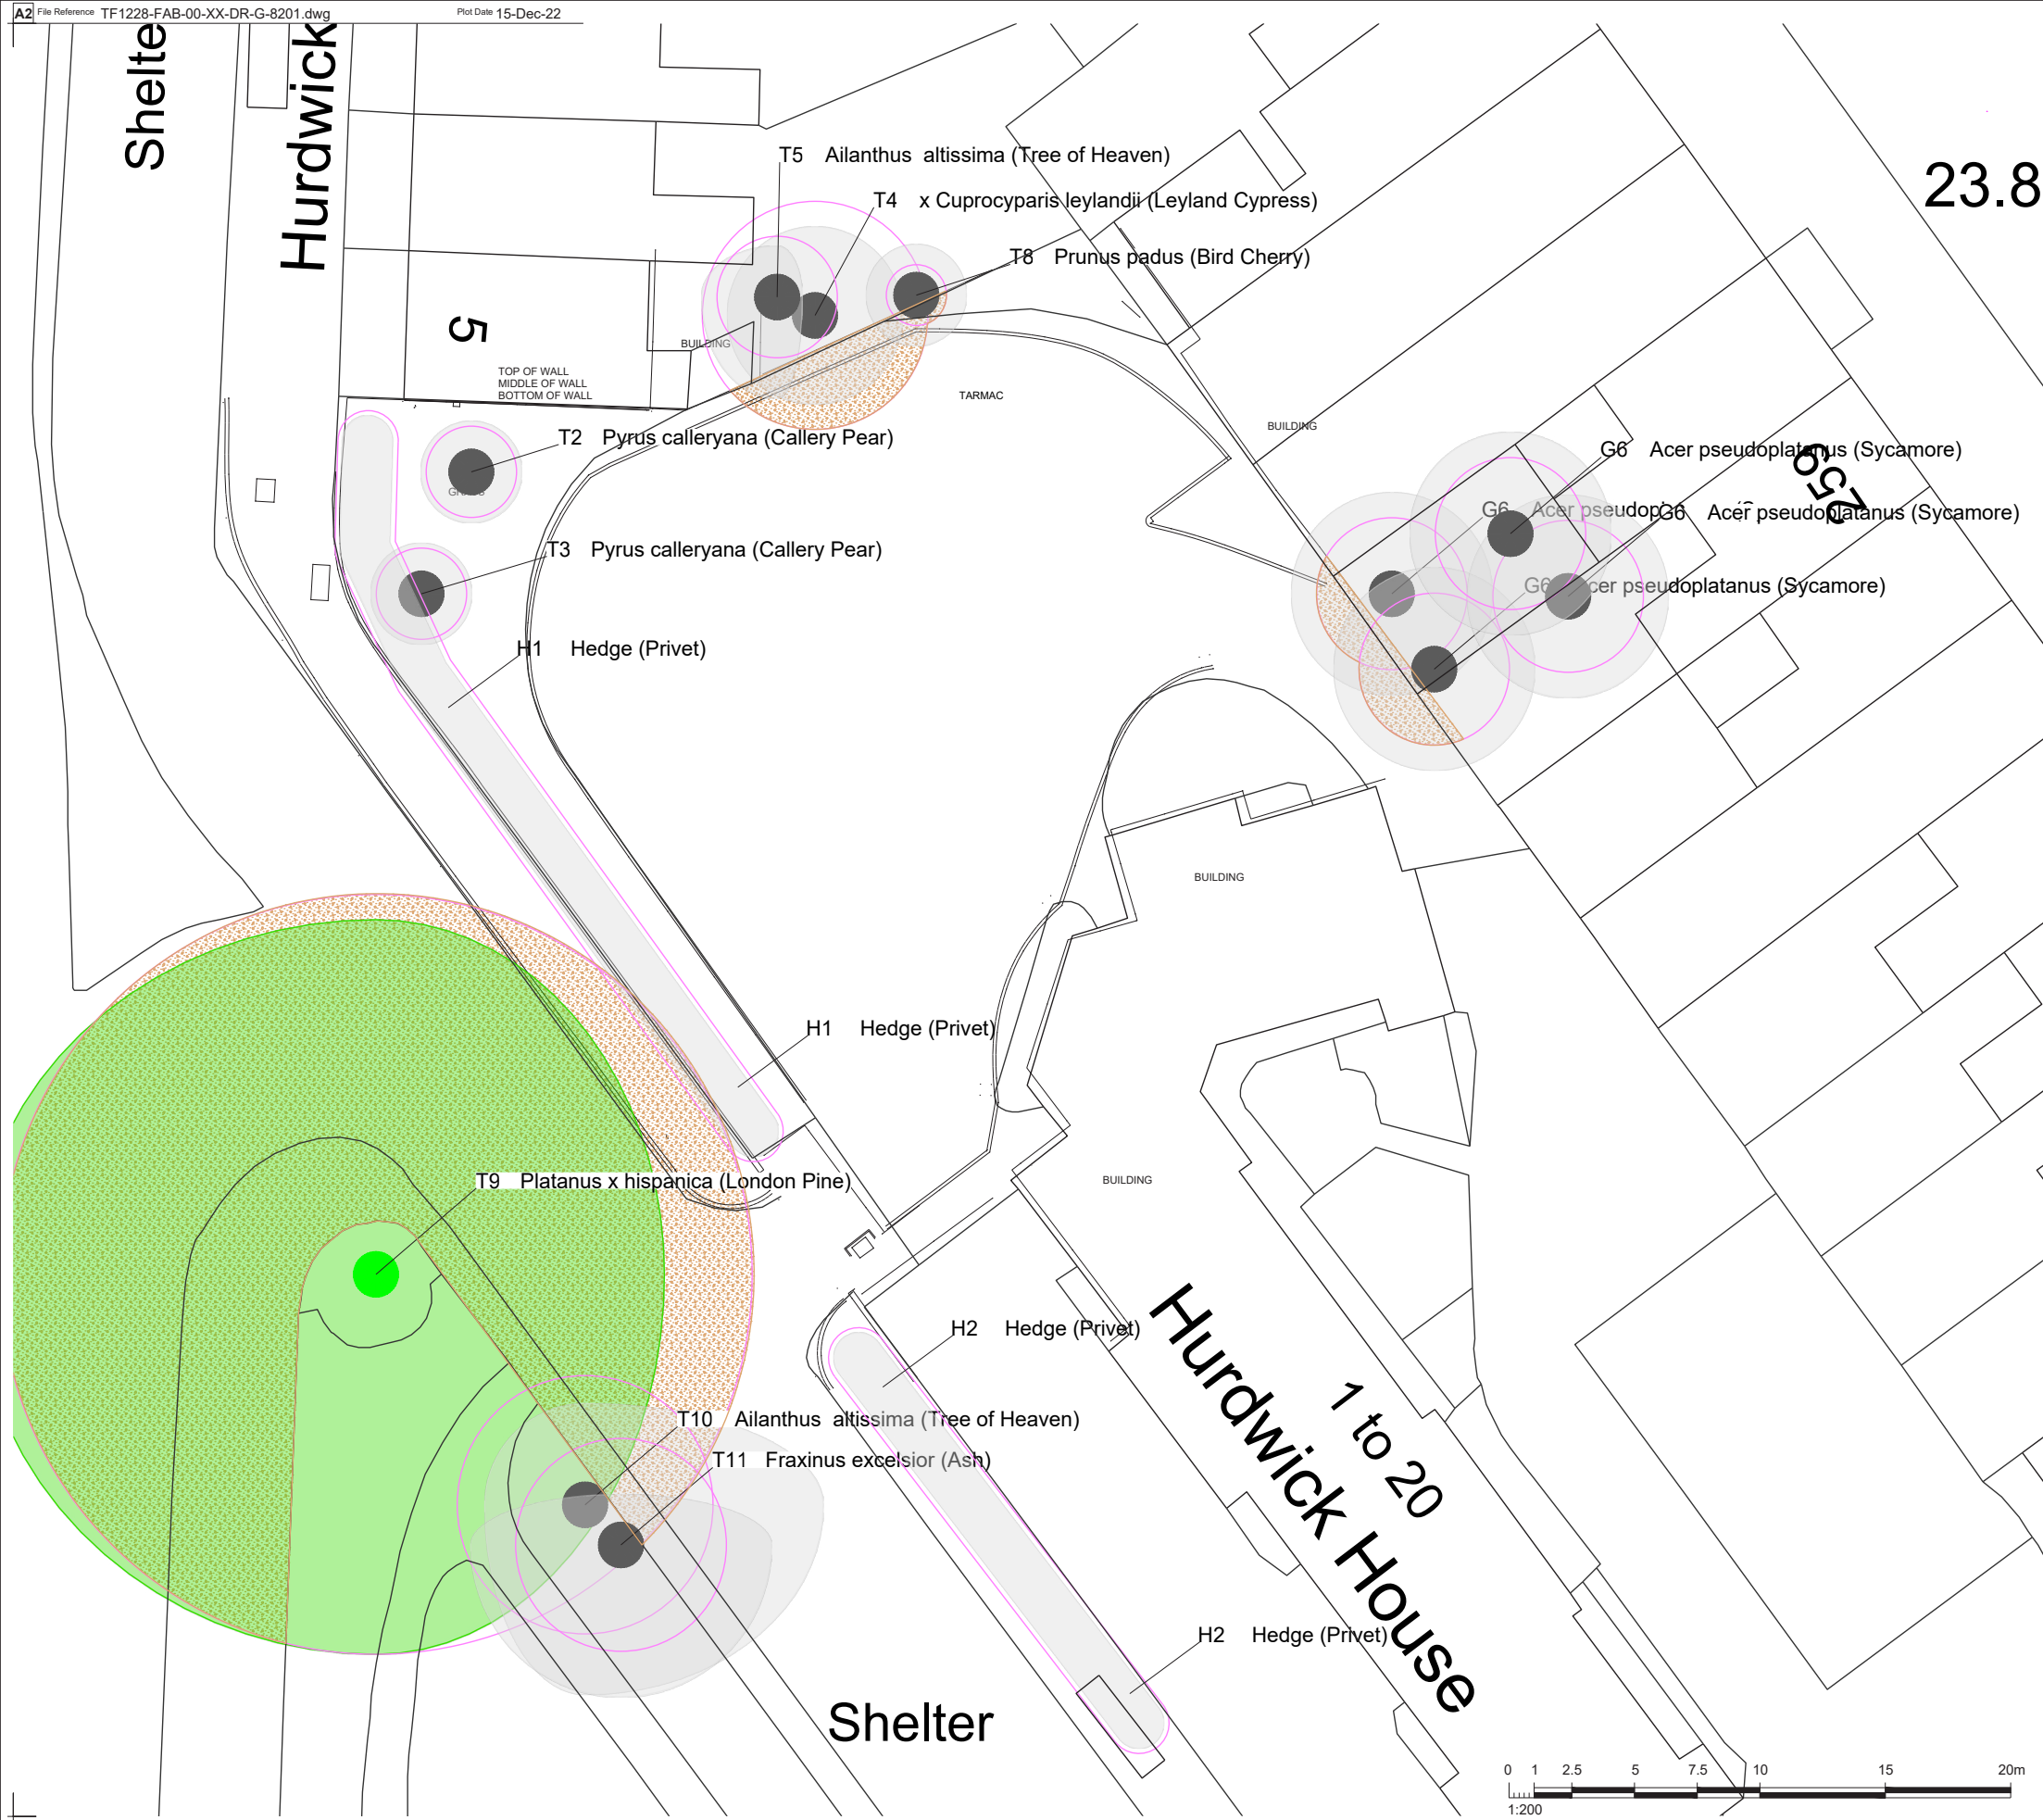 A2 File Reference TF1228-FAB-00-XX-DR-G-8201.dwg Plot Date 15-Dec-22
Shelte
Hurdwick
23.8
T5 Ailanthus altissima (Tree of Heaven)
T4 x Cuprocyparis leylandii (Leyland Cypress)
T8 Prunus padus (Bird Cherry)
5
BUILDING
TOP OF WALL
MIDDLE OF WALL
BOTTOM OF WALL
TARMAC
BUILDING
T2 Pyrus calleryana (Callery Pear)
G6 Acer pseudoplatanus (Sycamore)
259
G6 Acer pseudop
G6 Acer pseudoplatanus (Sycamore)
T3 Pyrus calleryana (Callery Pear)
G6 Acer pseudoplatanus (Sycamore)
H1 Hedge (Privet)
BUILDING
H1 Hedge (Privet)
T9 Platanus x hispanica (London Pine)
BUILDING
H2 Hedge (Privet)
Hurdwick House
1 to 20
T10 Ailanthus altissima (Tree of Heaven)
T11 Fraxinus excelsior (Ash)
H2 Hedge (Privet)
Shelter
0 1 2.5 5 7.5 10 15 20m
1:200